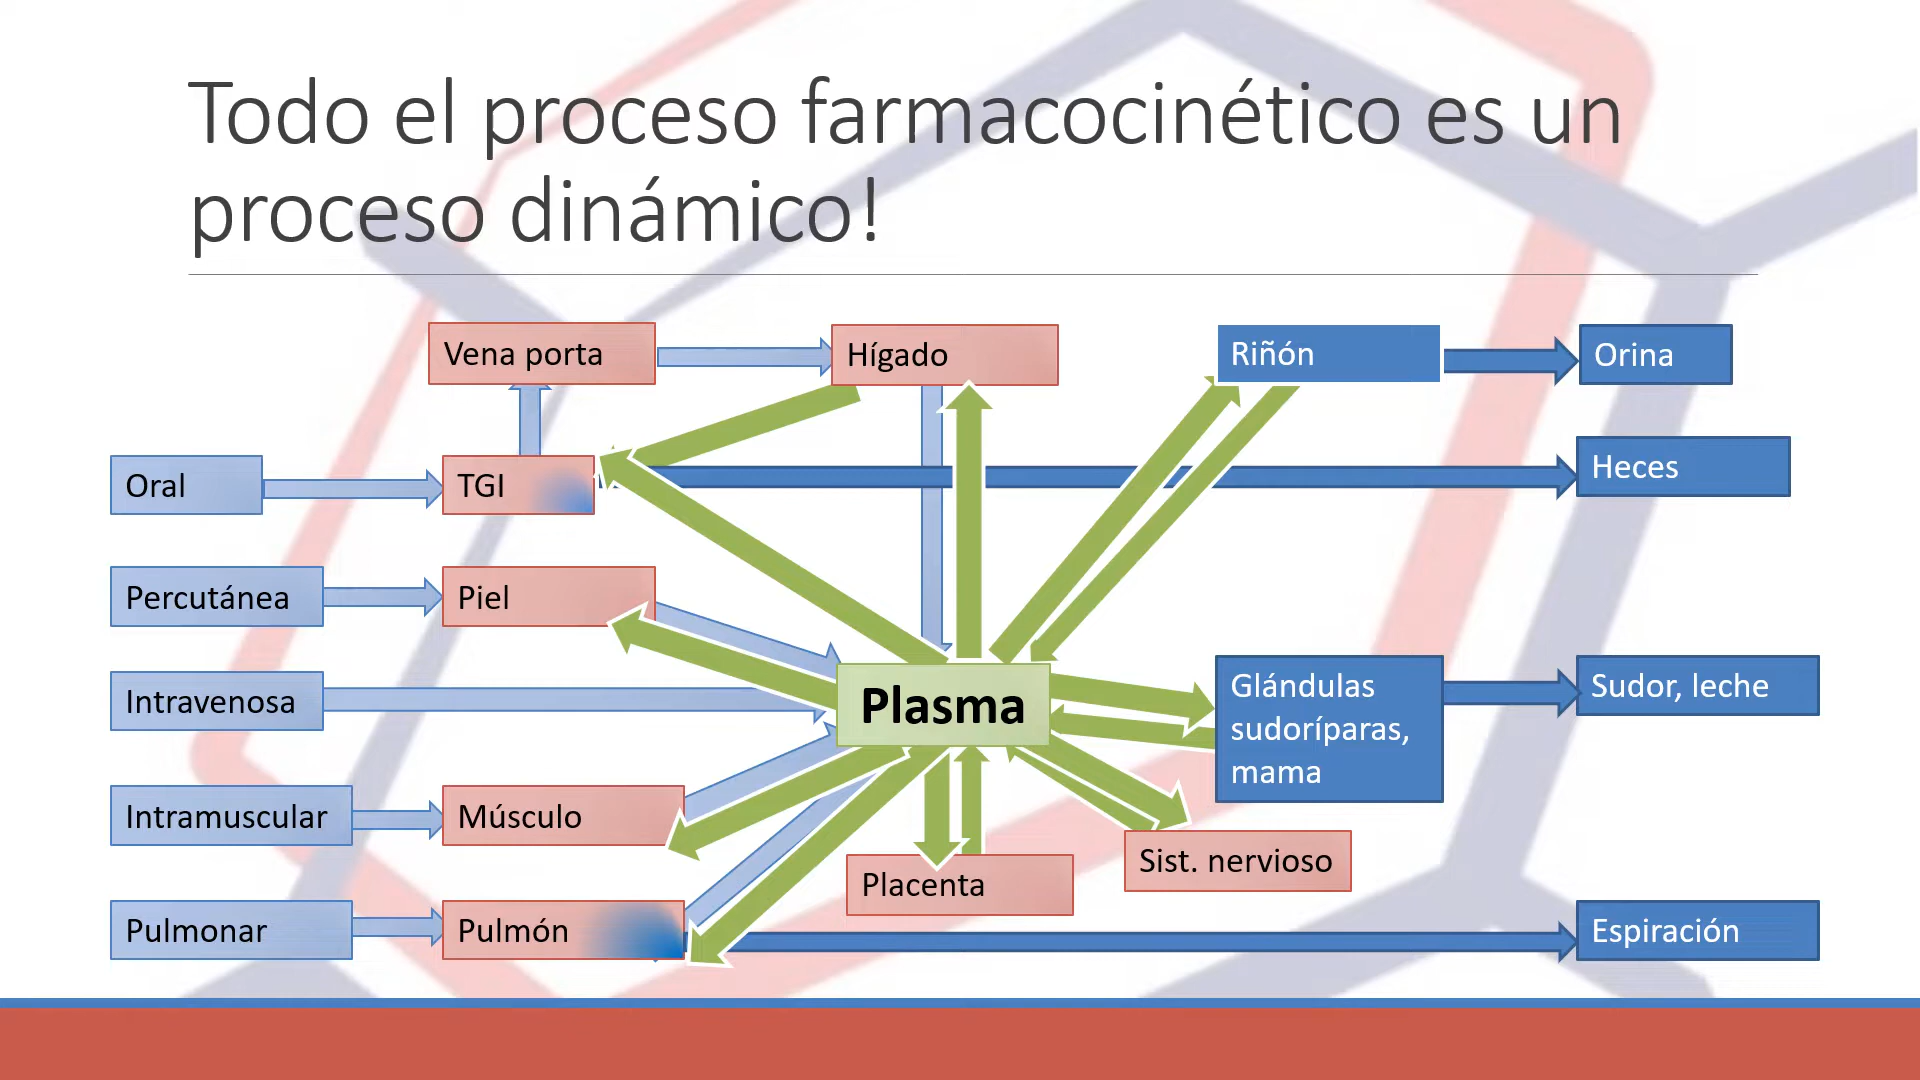 Todo el proceso farmacocinético es un
proceso dinámico!
Vena porta
Hígado
Riñón
Orina
Oral
TGI
Heces
Percutánea
Piel
Intravenosa
Plasma
Glándulas
sudoríparas,
mama
Sudor, leche
Intramuscular
Músculo
Placenta
Sist. nervioso
Pulmonar
Pulmón
Espiración